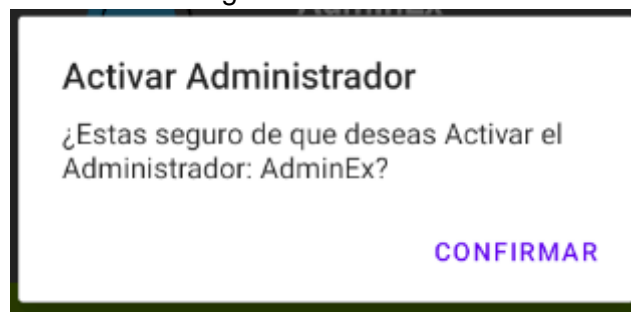 Activar Administrador
¿Estas seguro de que deseas Activar el
Administrador: AdminEx?
CONFIRMAR